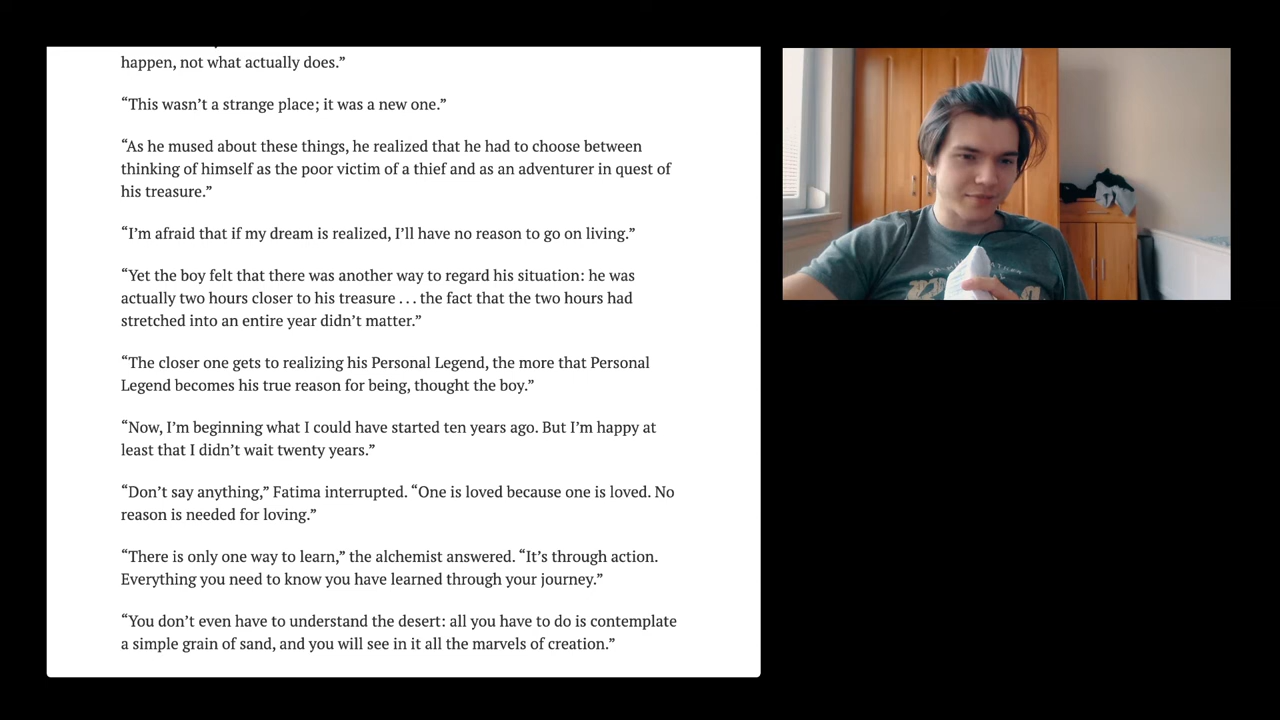 happen, not what actually does.”
“This wasn’t a strange place; it was a new one.”
“As he mused about these things, he realized that he had to choose between
thinking of himself as the poor victim of a thief and as an adventurer in quest of
his treasure.”
“I’m afraid that if my dream is realized, I’ll have no reason to go on living.”
“Yet the boy felt that there was another way to regard his situation: he was
actually two hours closer to his treasure . . . the fact that the two hours had
stretched into an entire year didn’t matter.”
“The closer one gets to realizing his Personal Legend, the more that Personal
Legend becomes his true reason for being, thought the boy.”
“Now, I’m beginning what I could have started ten years ago. But I’m happy at
least that I didn’t wait twenty years.”
“Don’t say anything,” Fatima interrupted. “One is loved because one is loved. No
reason is needed for loving.”
“There is only one way to learn,” the alchemist answered. “It’s through action.
Everything you need to know you have learned through your journey.”
“You don’t even have to understand the desert: all you have to do is contemplate
a simple grain of sand, and you will see in it all the marvels of creation.”